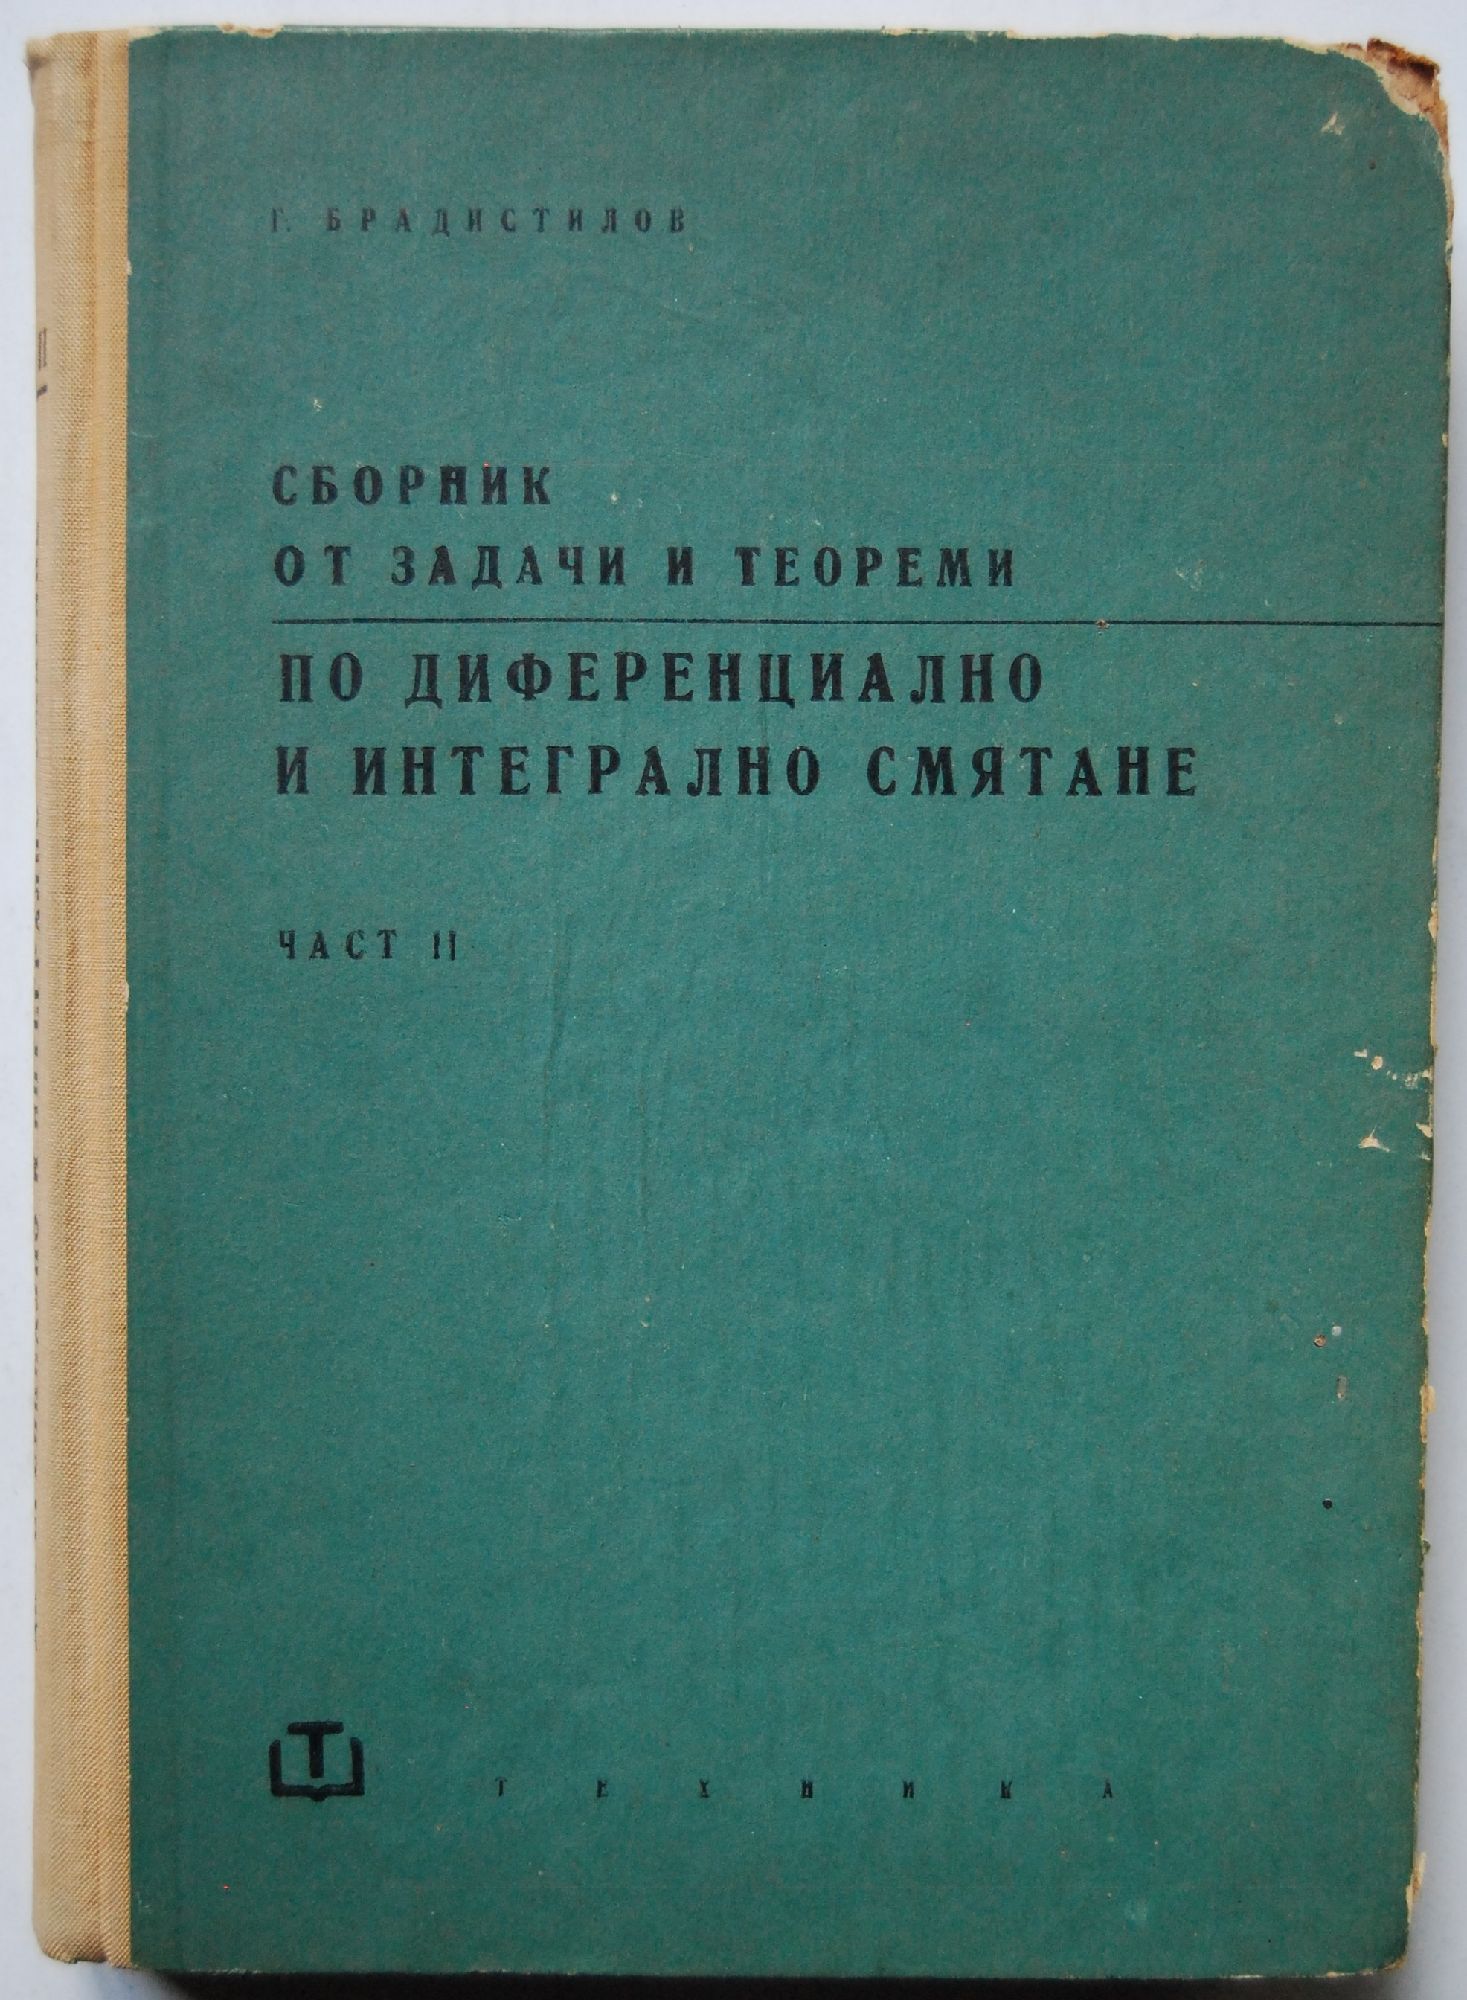 Г. БРАДИСТИЛОВ
СБОРНИК
ОТ ЗАДАЧИ И ТЕОРЕМИ
ПО ДИФЕРЕНЦИАЛНО
И ИНТЕГРАЛНО СМЯТАНЕ
ЧАСТ II
Т
ТЕХНИКА